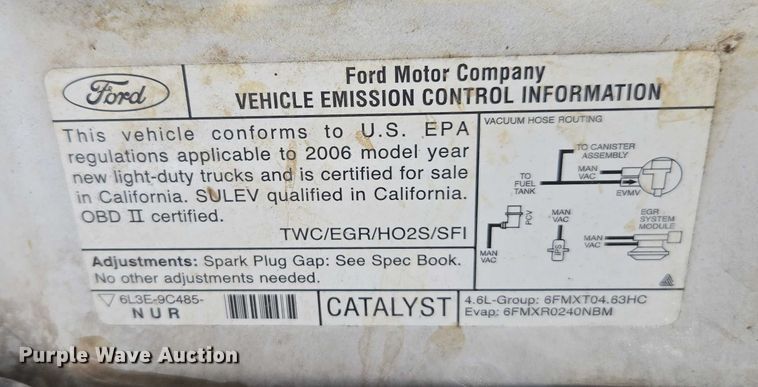 Ford
Ford Motor Company
VEHICLE EMISSION CONTROL INFORMATION
This vehicle conforms to U.S. EPA
regulations applicable to 2006 model year
new light-duty trucks and is certified for sale
in California. SULEV qualified in California.
OBD II certified.
TWC/EGR/HO2S/SFI
Adjustments: Spark Plug Gap: See Spec Book.
No other adjustments needed.
6L3E-9C485-
NUR
CATALYST
4.6L-Group: 6FMXT04.63HC
Evap: 6FMXR0240NBM
VACUUM HOSE ROUTING
TO CANISTER
ASSEMBLY
TO
FUEL
TANK
MAN
VAC
EVMV
PCV
MAN
VAC
MAN
VAC
IPS
MAN
VAC
EGR
SYSTEM
MODULE
Purple Wave Auction